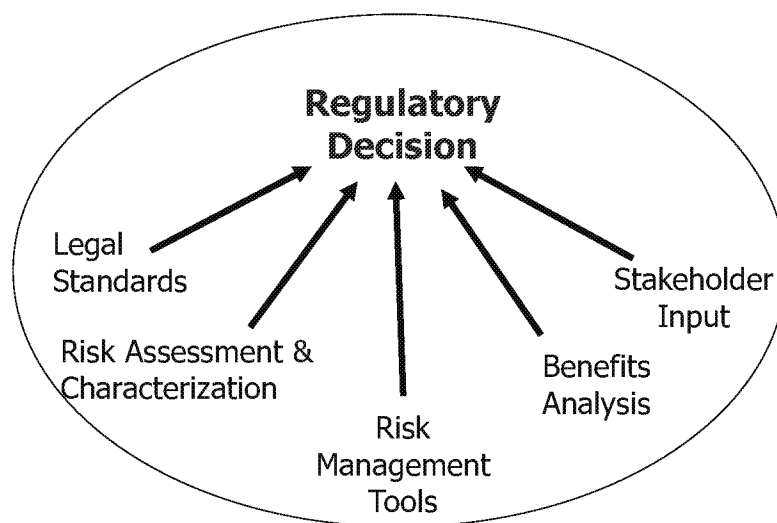 Regulatory
Decision
Legal
Standards
Stakeholder
Input
Risk Assessment &
Characterization
Benefits
Analysis
Risk
Management
Tools